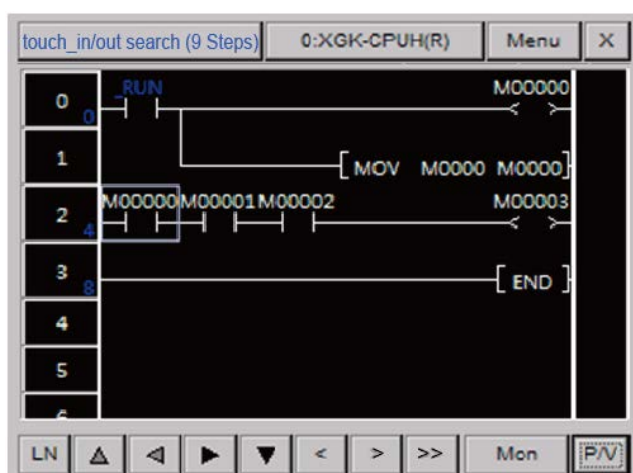 touch_in/out search (9 Steps) 0:XGK-CPUH(R) Menu X
0 0 _RUN M00000
1 MOV M0000 M0000
2 4 M00000 M00001 M00002 M00003
3 8 END
4
5
LN < > >> Mon P/V